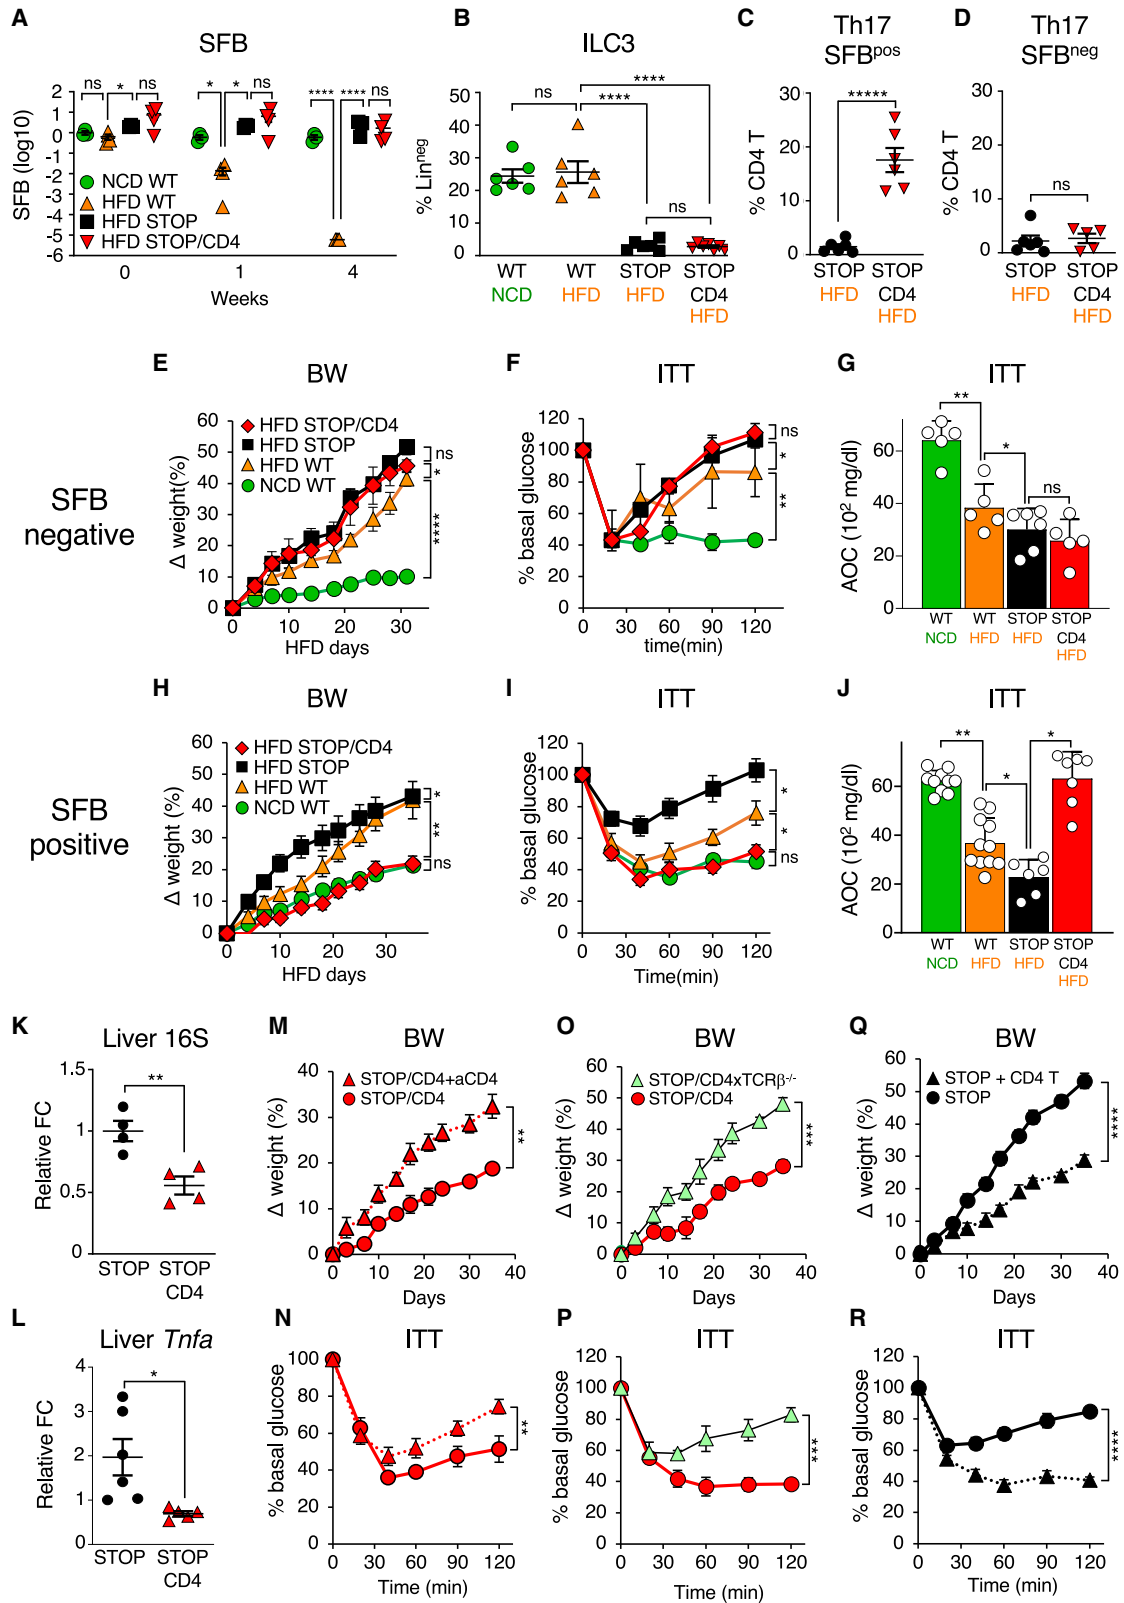 A
SFB
ns
*
ns
*
*
ns
****
****
ns
SFB (log10)
2
1
0
-1
-2
-3
-4
-5
-6
NCD WT
HFD WT
HFD STOP
HFD STOP/CD4
0
1
4
Weeks
B
ILC3
ns
****
****
ns
% Linneg
50
40
30
20
10
0
WT
NCD
WT
HFD
STOP
HFD
STOP
CD4
HFD
C
Th17
SFBpos
*****
% CD4 T
30
20
10
0
STOP
HFD
STOP
CD4
HFD
D
Th17
SFBneg
ns
% CD4 T
30
20
10
0
STOP
HFD
STOP
CD4
HFD
SFB
negative
E
BW
Δ weight(%)
60
50
40
30
20
10
0
HFD STOP/CD4
HFD STOP
HFD WT
NCD WT
ns
*
****
0
10
20
30
HFD days
F
ITT
% basal glucose
120
100
80
60
40
20
0
ns
*
**
0
30
60
90
120
time(min)
G
ITT
**
*
ns
AOC (10² mg/dl)
60
40
20
0
WT
NCD
WT
HFD
STOP
HFD
STOP
CD4
HFD
SFB
positive
H
BW
Δ weight (%)
60
50
40
30
20
10
0
HFD STOP/CD4
HFD STOP
HFD WT
NCD WT
*
**
ns
0
10
20
30
HFD days
I
ITT
% basal glucose
120
100
80
60
40
20
0
*
*
ns
0
30
60
90
120
Time(min)
J
ITT
**
*
*
AOC (10² mg/dl)
60
40
20
0
WT
NCD
WT
HFD
STOP
HFD
STOP
CD4
HFD
K
Liver 16S
**
Relative FC
1.5
1
0.5
0
STOP
STOP
CD4
M
BW
Δ weight (%)
40
30
20
10
0
STOP/CD4+aCD4
STOP/CD4
**
0
10
20
30
40
Days
O
BW
Δ weight (%)
60
50
40
30
20
10
0
STOP/CD4xTCRβ-/-
STOP/CD4
***
0
10
20
30
40
Days
Q
BW
Δ weight (%)
60
50
40
30
20
10
0
STOP + CD4 T
STOP
****
0
10
20
30
40
Days
L
Liver Tnfa
*
Relative FC
4
3
2
1
0
STOP
STOP
CD4
N
ITT
% basal glucose
100
80
60
40
20
0
**
0
30
60
90
120
Time (min)
P
ITT
% basal glucose
120
100
80
60
40
20
0
***
0
30
60
90
120
Time (min)
R
ITT
% basal glucose
120
100
80
60
40
20
0
****
0
30
60
90
120
Time (min)